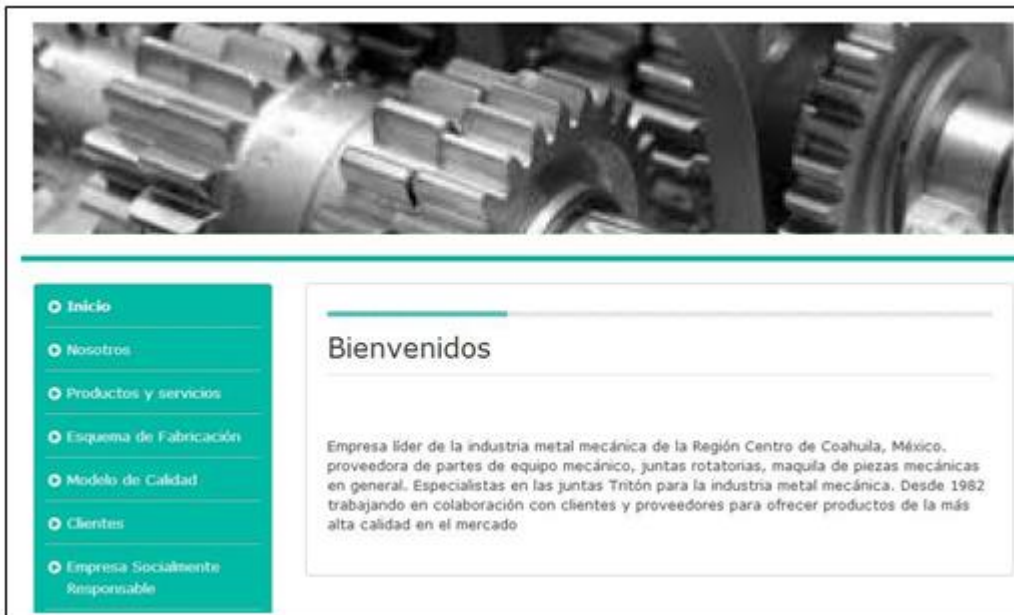 Inicio
Nosotros
Productos y servicios
Esquema de Fabricación
Modelo de Calidad
Clientes
Empresa Socialmente
Responsable
Bienvenidos
Empresa líder de la industria metal mecánica de la Región Centro de Coahuila, México.
proveedora de partes de equipo mecánico, juntas rotatorias, maquila de piezas mecánicas
en general. Especialistas en las juntas Tritón para la industria metal mecánica. Desde 1982
trabajando en colaboración con clientes y proveedores para ofrecer productos de la más
alta calidad en el mercado